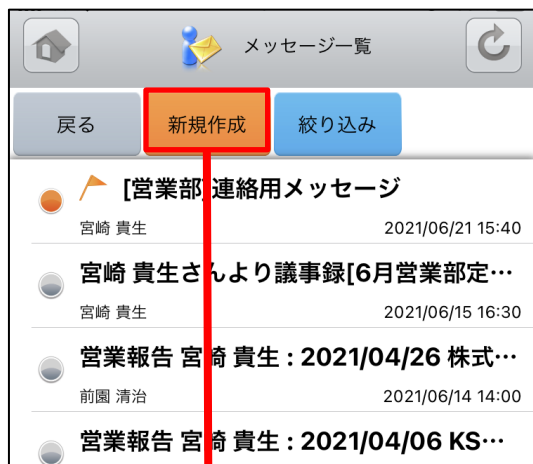 メッセージ一覧
戻る 新規作成 絞り込み
[営業部]連絡用メッセージ
宮崎 貴生 2021/06/21 15:40
宮崎 貴生さんより議事録[6月営業部定…
宮崎 貴生 2021/06/15 16:30
営業報告 宮崎 貴生 : 2021/04/26 株式…
前園 清治 2021/06/14 14:00
営業報告 宮崎 貴生 : 2021/04/06 KS…